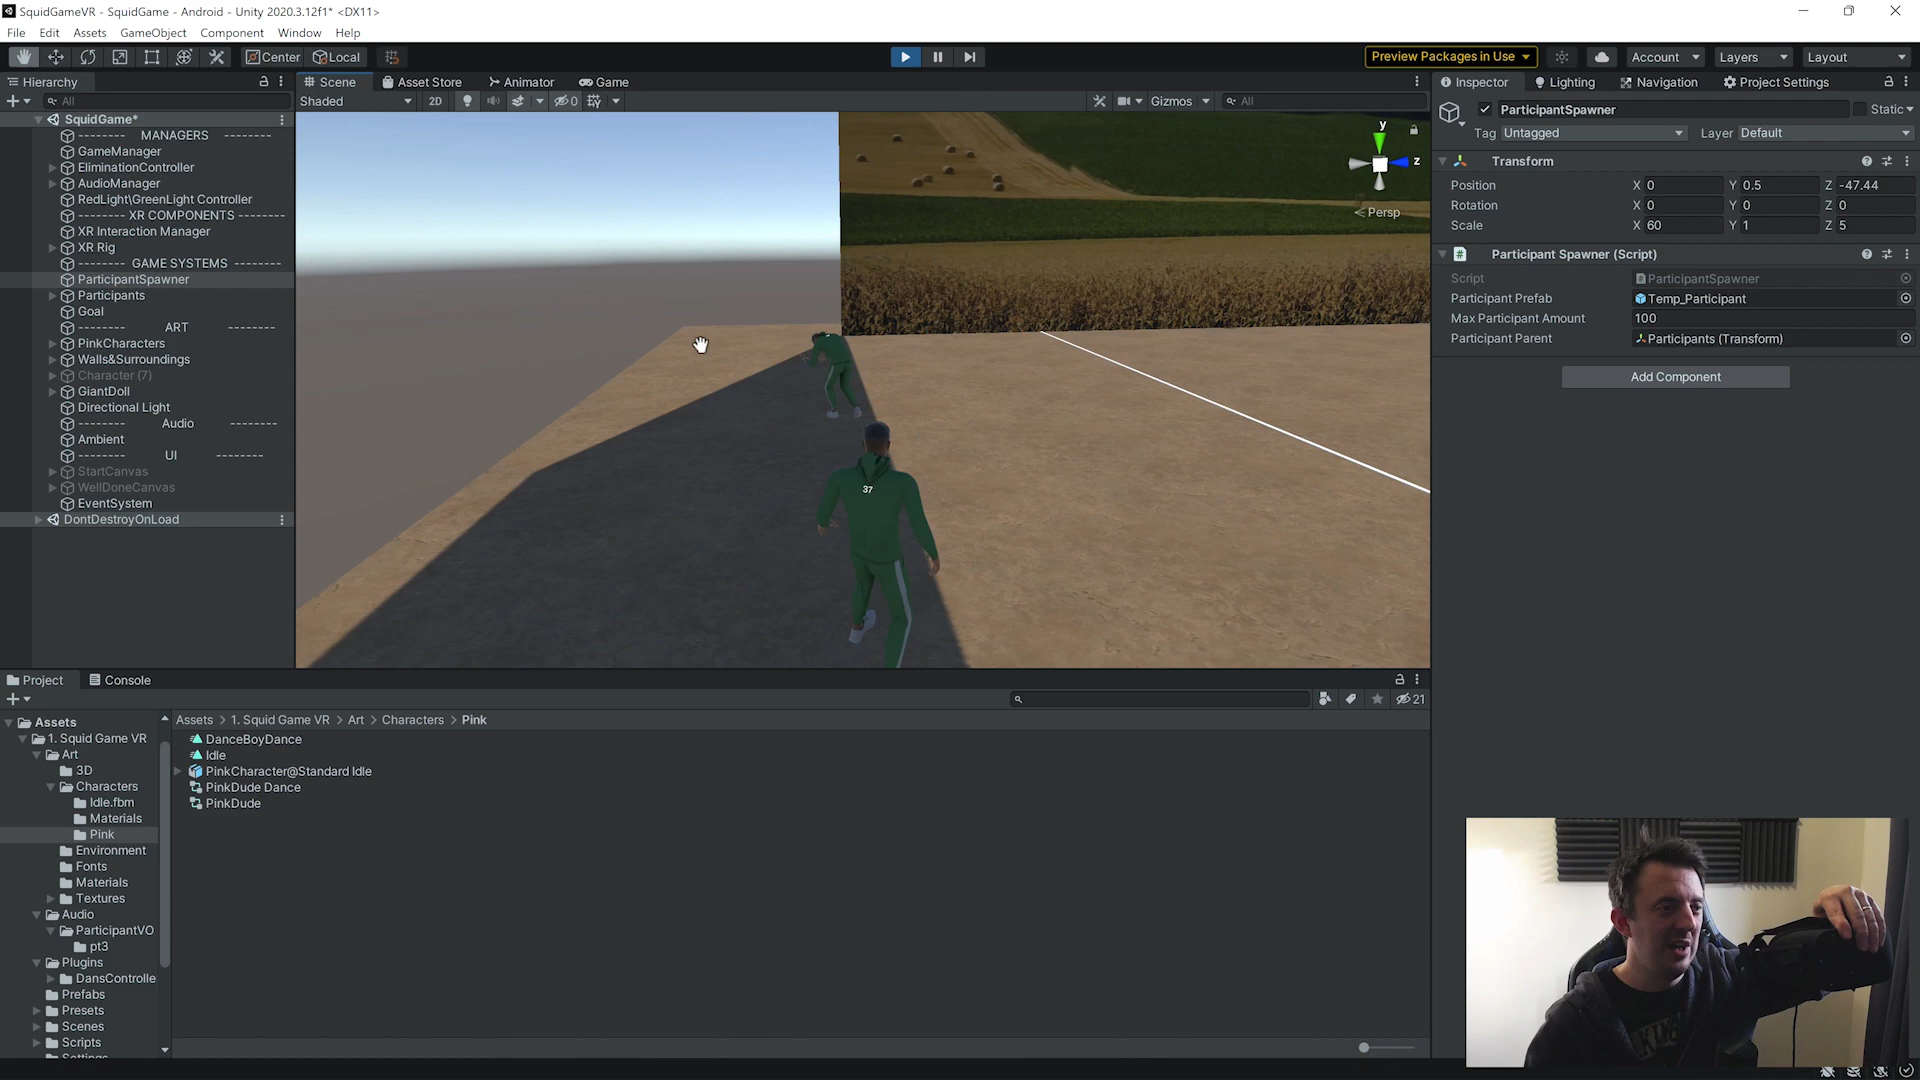 SquidGameVR - SquidGame - Android - Unity 2020.3.12f1* <DX11>
File Edit Assets GameObject Component Window Help
Center Local Preview Packages in Use Account Layers Layout
Hierarchy
All
SquidGame*
-------- MANAGERS --------
GameManager
EliminationController
AudioManager
RedLight\GreenLight Controller
-------- XR COMPONENTS --------
XR Interaction Manager
XR Rig
-------- GAME SYSTEMS --------
ParticipantSpawner
Participants
Goal
-------- ART --------
PinkCharacters
Walls&Surroundings
Character (7)
GiantDoll
Directional Light
-------- Audio --------
Ambient
-------- UI --------
StartCanvas
WellDoneCanvas
EventSystem
DontDestroyOnLoad
Scene Asset Store Animator Game
Shaded 2D 0 Gizmos All
y
z
Persp
37
Inspector Lighting Navigation Project Settings
ParticipantSpawner Static
Tag Untagged Layer Default
Transform
Position X 0 Y 0.5 Z -47.44
Rotation X 0 Y 0 Z 0
Scale X 60 Y 1 Z 5
Participant Spawner (Script)
Script ParticipantSpawner
Participant Prefab Temp_Participant
Max Participant Amount 100
Participant Parent Participants (Transform)
Add Component
Project Console
21
Assets
1. Squid Game VR
Art
3D
Characters
Idle.fbm
Materials
Pink
Environment
Fonts
Materials
Textures
Audio
ParticipantVO
pt3
Plugins
DansControlle
Prefabs
Presets
Scenes
Scripts
Settings
Assets > 1. Squid Game VR > Art > Characters > Pink
DanceBoyDance
Idle
PinkCharacter@Standard Idle
PinkDude Dance
PinkDude